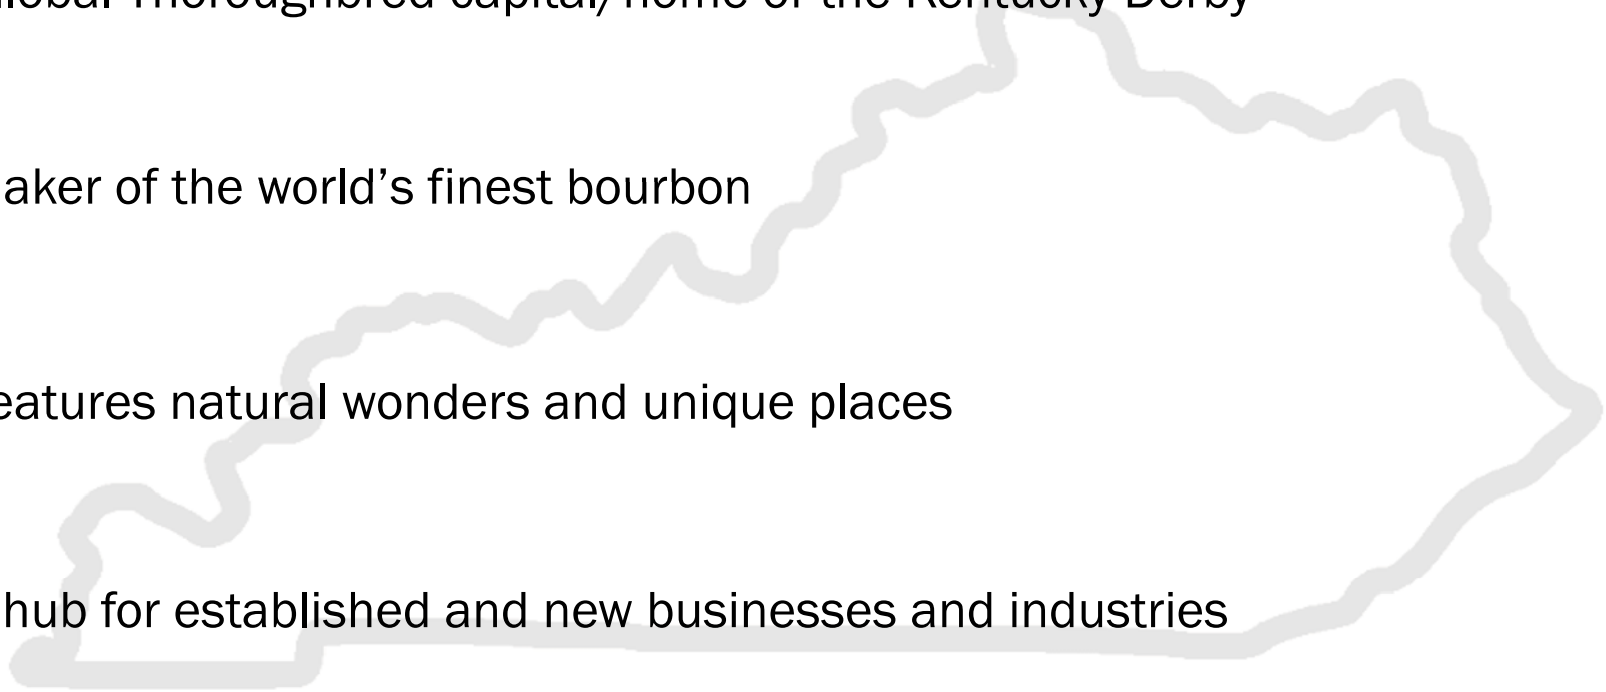 lobal Thoroughbred capital/home of the Kentucky Derby
aker of the world’s finest bourbon
eatures natural wonders and unique places
hub for established and new businesses and industries